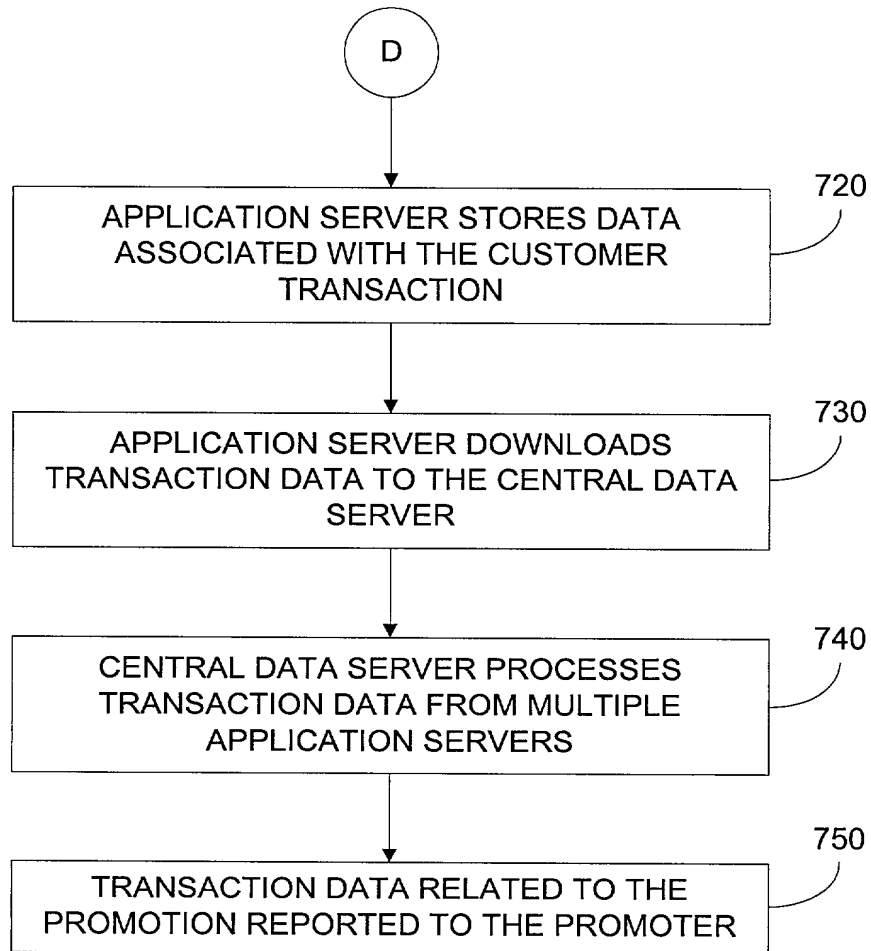 D
720
APPLICATION SERVER STORES DATA
ASSOCIATED WITH THE CUSTOMER
TRANSACTION
730
APPLICATION SERVER DOWNLOADS
TRANSACTION DATA TO THE CENTRAL DATA
SERVER
740
CENTRAL DATA SERVER PROCESSES
TRANSACTION DATA FROM MULTIPLE
APPLICATION SERVERS
750
TRANSACTION DATA RELATED TO THE
PROMOTION REPORTED TO THE PROMOTER